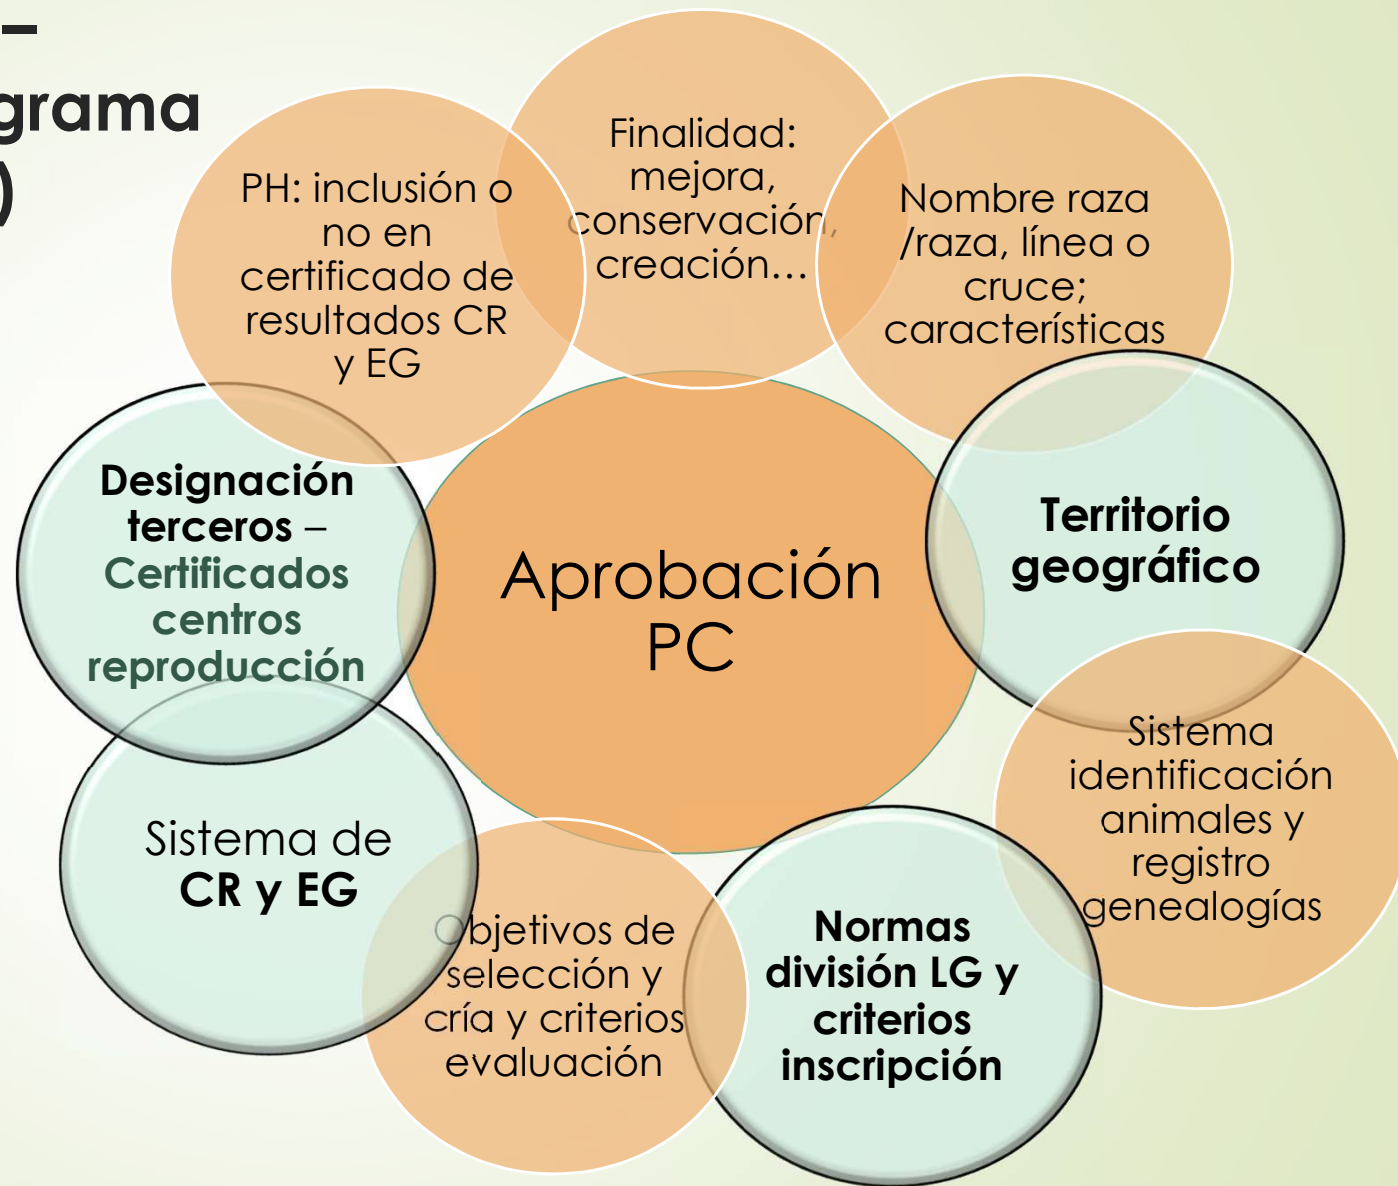 –
grama
)
Finalidad:
mejora,
conservación,
creación…
Nombre raza
/raza, línea o
cruce;
características
Territorio
geográfico
Sistema
identificación
animales y
registro
genealogías
Normas
división LG y
criterios
inscripción
Objetivos de
selección y
cría y criterios
evaluación
Sistema de
CR y EG
Designación
terceros –
Certificados
centros
reproducción
PH: inclusión o
no en
certificado de
resultados CR
y EG
Aprobación
PC